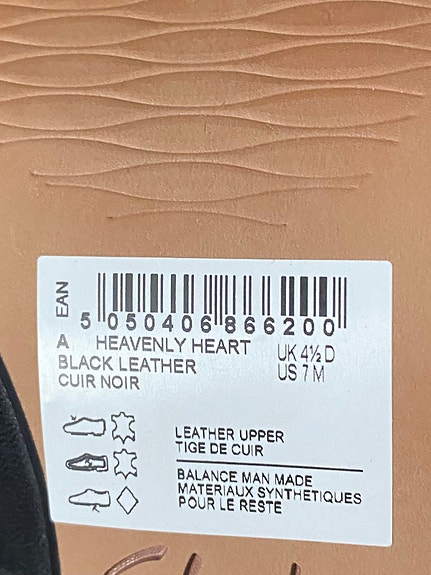 EAN
5 050406 866200
A HEAVENLY HEART
BLACK LEATHER
CUIR NOIR
UK 4½ D
US 7 M
LEATHER UPPER
TIGE DE CUIR
BALANCE MAN MADE
MATERIAUX SYNTHETIQUES
POUR LE RESTE